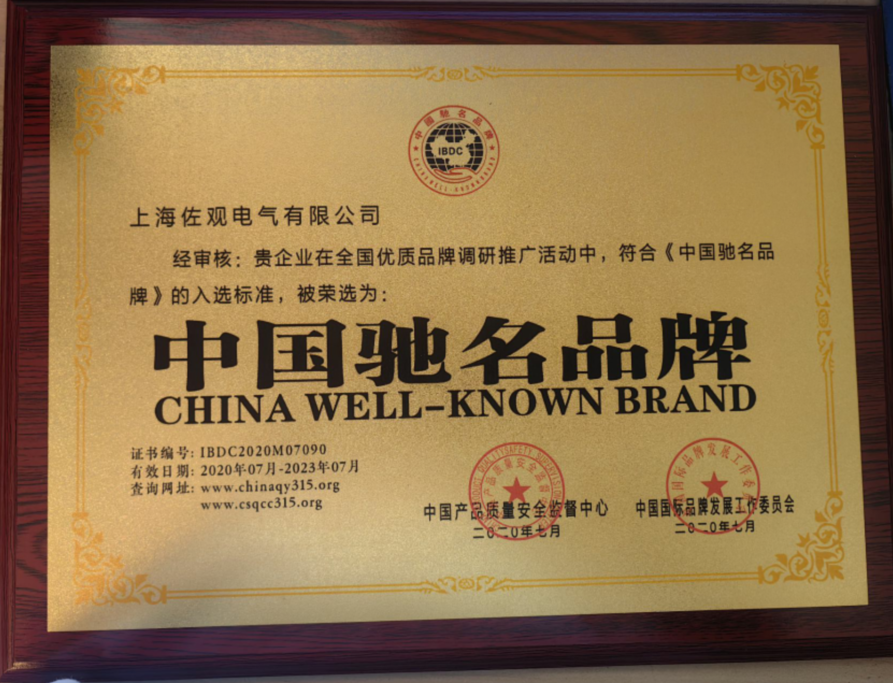 中国驰名品牌
IBDC
上海佐观电气有限公司
经审核：贵企业在全国优质品牌调研推广活动中，符合《中国驰名品
牌》的入选标准，被荣选为：
中国驰名品牌
CHINA WELL-KNOWN BRAND
证书编号: IBDC2020M07090
有效日期: 2020年07月-2023年07月
查询网址: www.chinaqy315.org
www.csqcc315.org
中国产品质量安全监督中心
二0二0年七月
中国国际品牌发展工作委员会
二0二0年七月